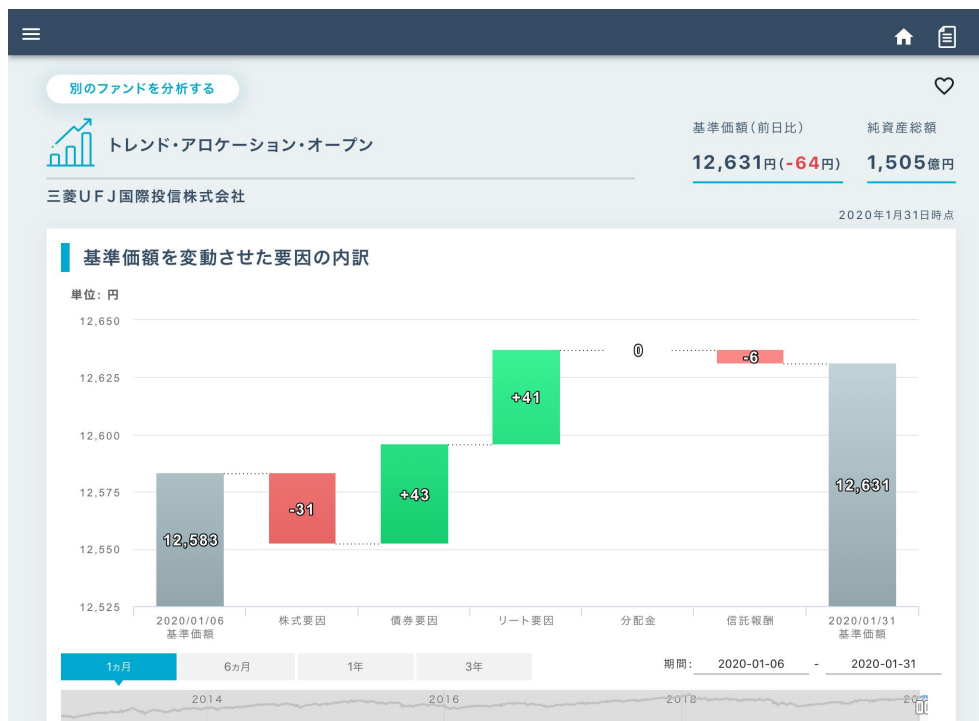 別のファンドを分析する
トレンド・アロケーション・オープン
基準価額(前日比)
純資産総額
12,631円(-64円)
1,505億円
三菱UFJ国際投信株式会社
2020年1月31日時点
基準価額を変動させた要因の内訳
単位: 円
12,650
12,625
12,600
12,575
12,550
12,525
12,583
-31
+43
+41
0
-6
12,631
2020/01/06
基準価額
株式要因
債券要因
リート要因
分配金
信託報酬
2020/01/31
基準価額
1ヵ月
6ヵ月
1年
3年
期間: 2020-01-06 - 2020-01-31
2014
2016
2018